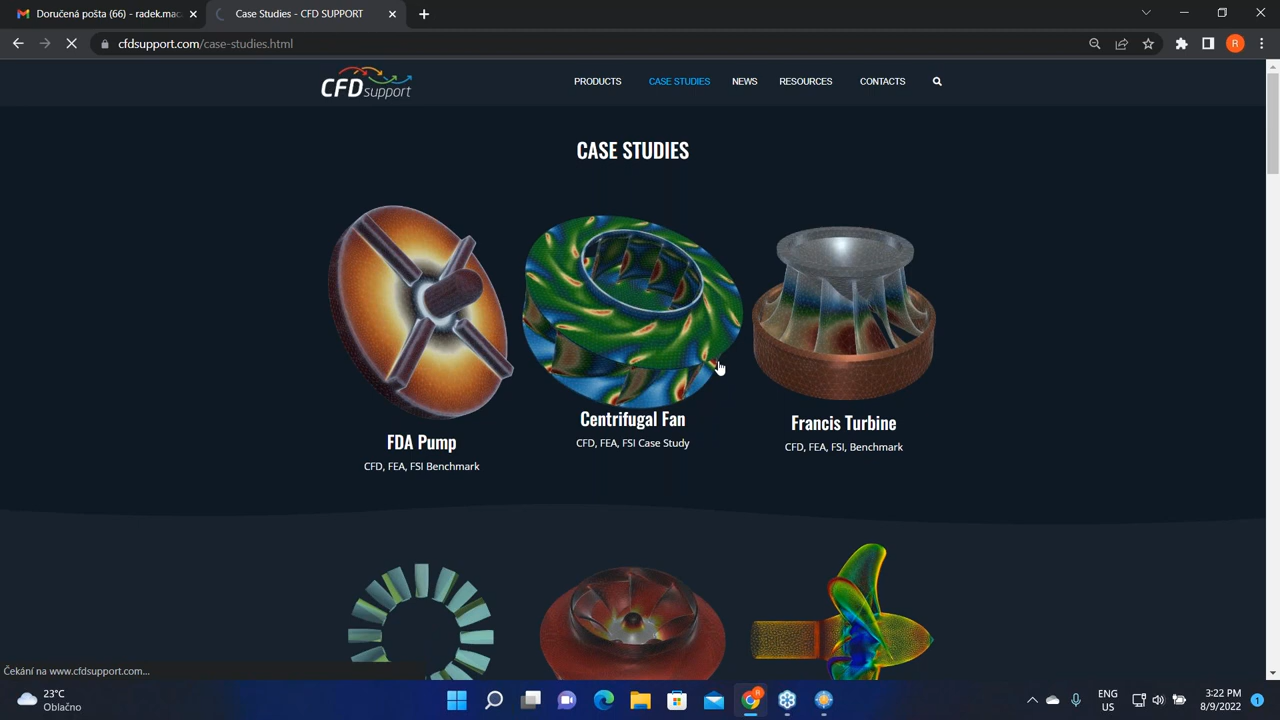 Doručená pošta (66) - radek.mac
Case Studies - CFD SUPPORT
cfdsupport.com/case-studies.html
R
CFDsupport
PRODUCTS
CASE STUDIES
NEWS
RESOURCES
CONTACTS
CASE STUDIES
FDA Pump
CFD, FEA, FSI Benchmark
Centrifugal Fan
CFD, FEA, FSI Case Study
Francis Turbine
CFD, FEA, FSI, Benchmark
Čekání na www.cfdsupport.com...
23°C
Oblačno
R
ENG
US
3:22 PM
8/9/2022
1